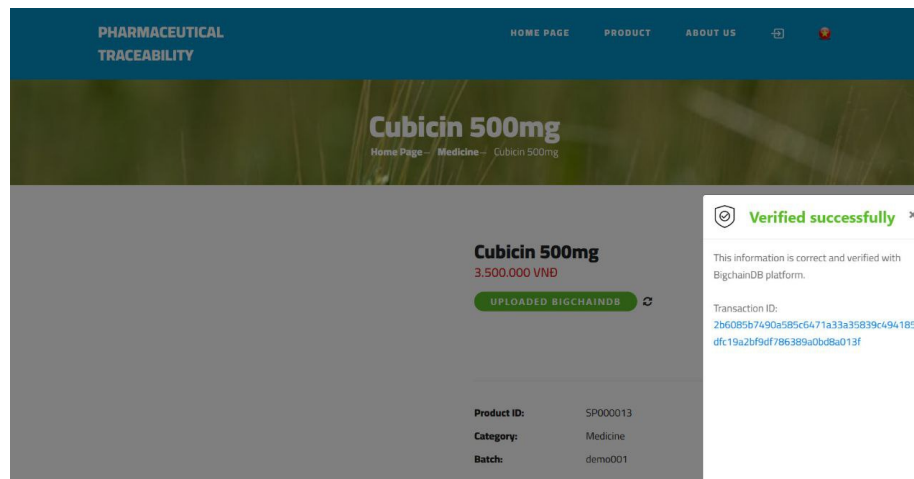 PHARMACEUTICAL
TRACEABILITY
HOME PAGE PRODUCT ABOUT US
Cubicin 500mg
Home Page – Medicine – Cubicin 500mg
Verified successfully ×
This information is correct and verified with
BigchainDB platform.
Transaction ID:
2b6085b7490a585c6471a33a35839c494185
dfc19a2bf9df786389a0bd8a013f
Cubicin 500mg
3.500.000 VNĐ
UPLOADED BIGCHAINDB
Product ID: SP000013
Category: Medicine
Batch: demo001